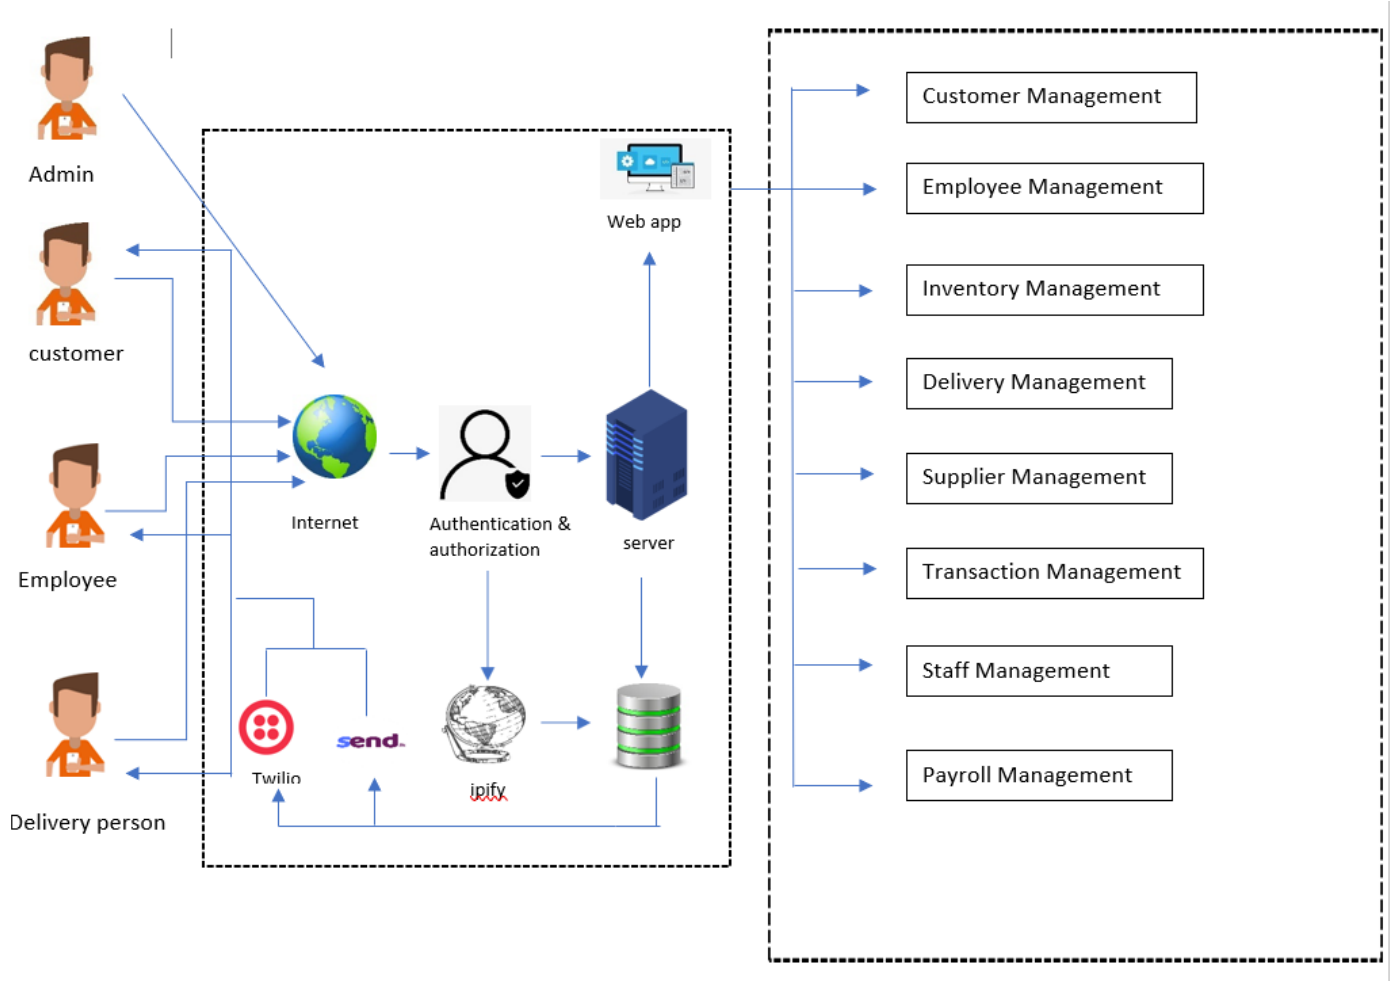 Admin
customer
Employee
Delivery person
Web app
Internet
Authentication &
authorization
server
Twilio
send
ipify
Customer Management
Employee Management
Inventory Management
Delivery Management
Supplier Management
Transaction Management
Staff Management
Payroll Management